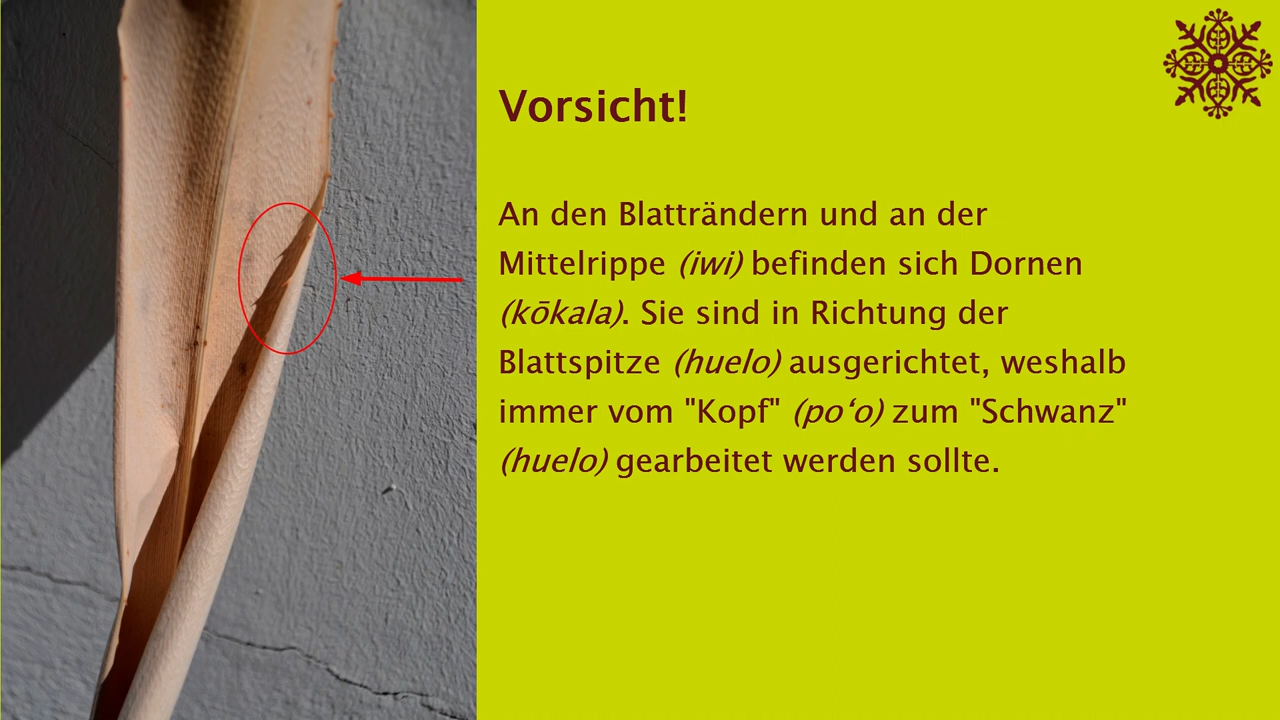 Vorsicht!
An den Blatträndern und an der
Mittelrippe (iwi) befinden sich Dornen
(kōkala). Sie sind in Richtung der
Blattspitze (huelo) ausgerichtet, weshalb
immer vom "Kopf" (poʻo) zum "Schwanz"
(huelo) gearbeitet werden sollte.